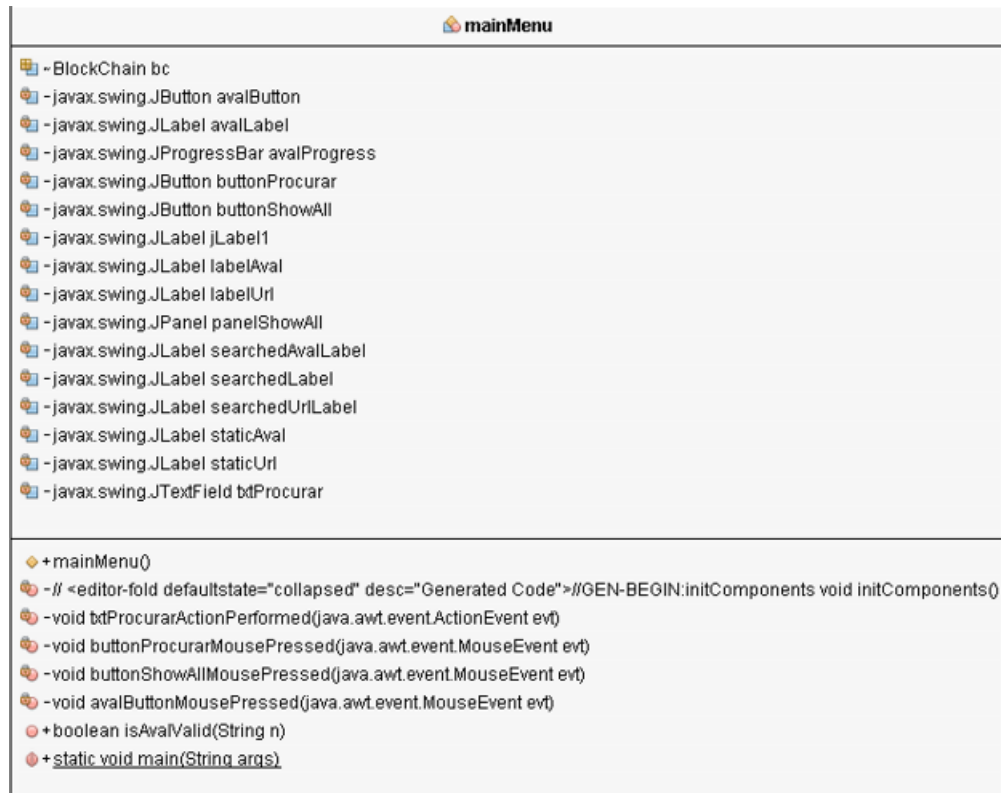 mainMenu
~BlockChain bc
-javax.swing.JButton avalButton
-javax.swing.JLabel avalLabel
-javax.swing.JProgressBar avalProgress
-javax.swing.JButton buttonProcurar
-javax.swing.JButton buttonShowAll
-javax.swing.JLabel jLabel1
-javax.swing.JLabel labelAval
-javax.swing.JLabel labelUrl
-javax.swing.JPanel panelShowAll
-javax.swing.JLabel searchedAvalLabel
-javax.swing.JLabel searchedLabel
-javax.swing.JLabel searchedUrlLabel
-javax.swing.JLabel staticAval
-javax.swing.JLabel staticUrl
-javax.swing.JTextField txtProcurar
+mainMenu()
-// <editor-fold defaultstate="collapsed" desc="Generated Code">//GEN-BEGIN:initComponents void initComponents()
-void txtProcurarActionPerformed(java.awt.event.ActionEvent evt)
-void buttonProcurarMousePressed(java.awt.event.MouseEvent evt)
-void buttonShowAllMousePressed(java.awt.event.MouseEvent evt)
-void avalButtonMousePressed(java.awt.event.MouseEvent evt)
+boolean isAvalValid(String n)
+static void main(String args)